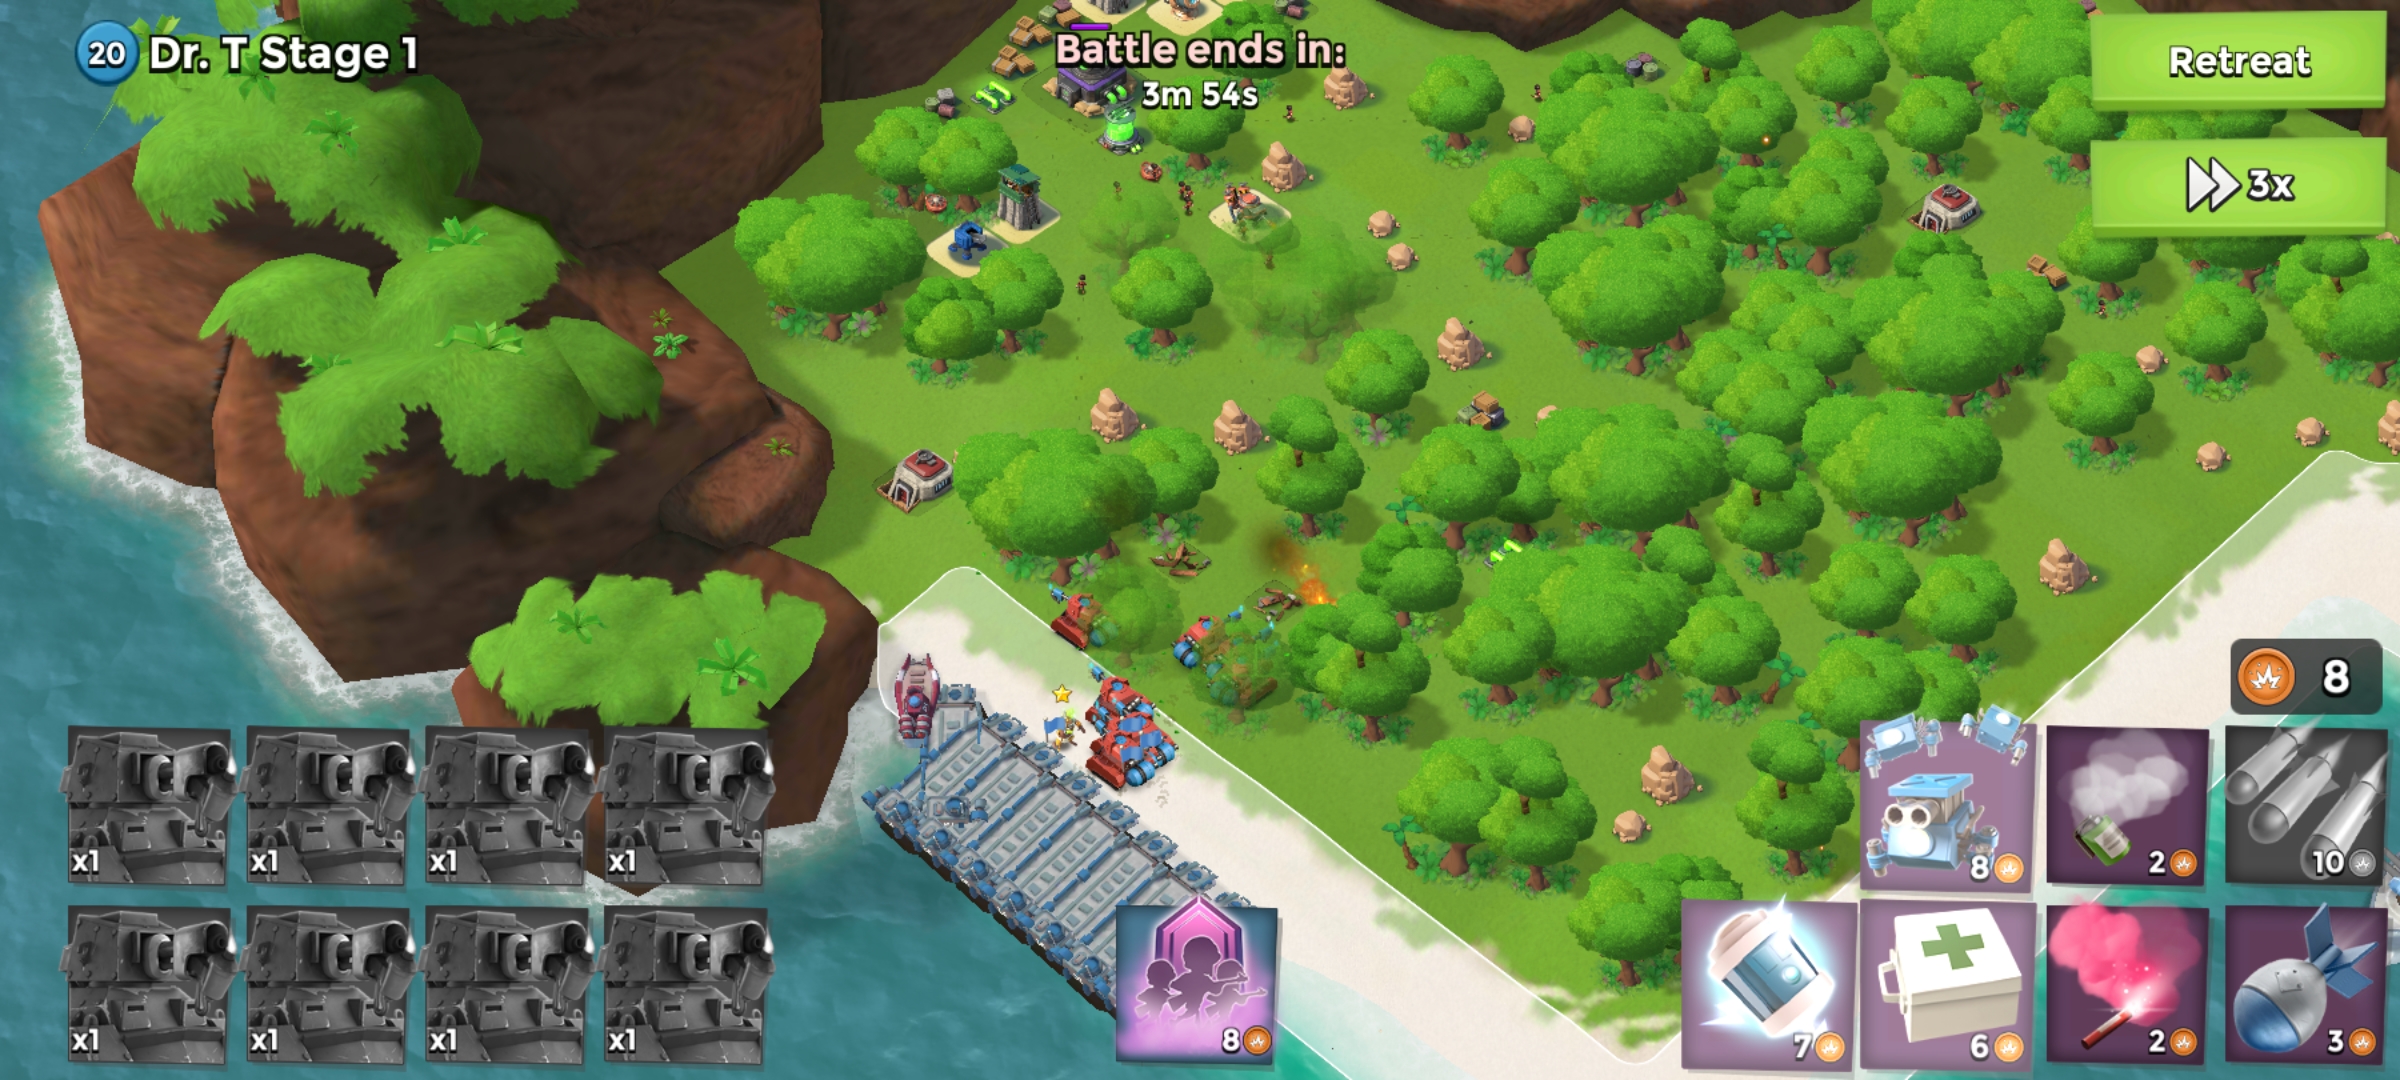 20 Dr. T Stage 1
Battle ends in:
3m 54s
Retreat
3x
8
x1 x1 x1 x1
8 2 10
x1 x1 x1 x1
8 7 6 2 3